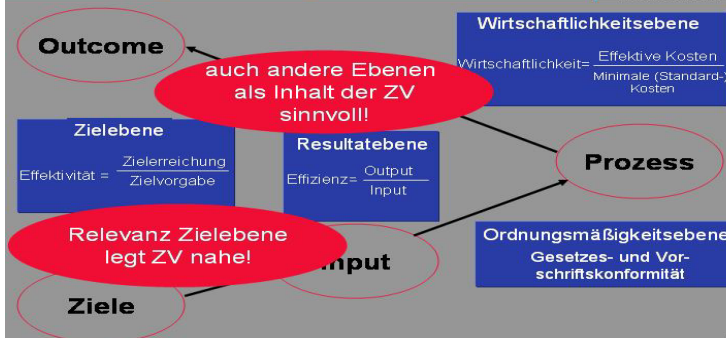 Wirtschaftlichkeitsebene
Wirtschaftlichkeit= Effektive Kosten
Minimale (Standard-)
Kosten
Outcome
auch andere Ebenen
als Inhalt der ZV
sinnvoll!
Zielebene
Effektivität = Zielerreichung
Zielvorgabe
Resultatebene
Effizienz= Output
Input
Prozess
Relevanz Zielebene
legt ZV nahe!
Input
Ordnungsmäßigkeitsebene
Gesetzes- und Vor-
schriftskonformität
Ziele